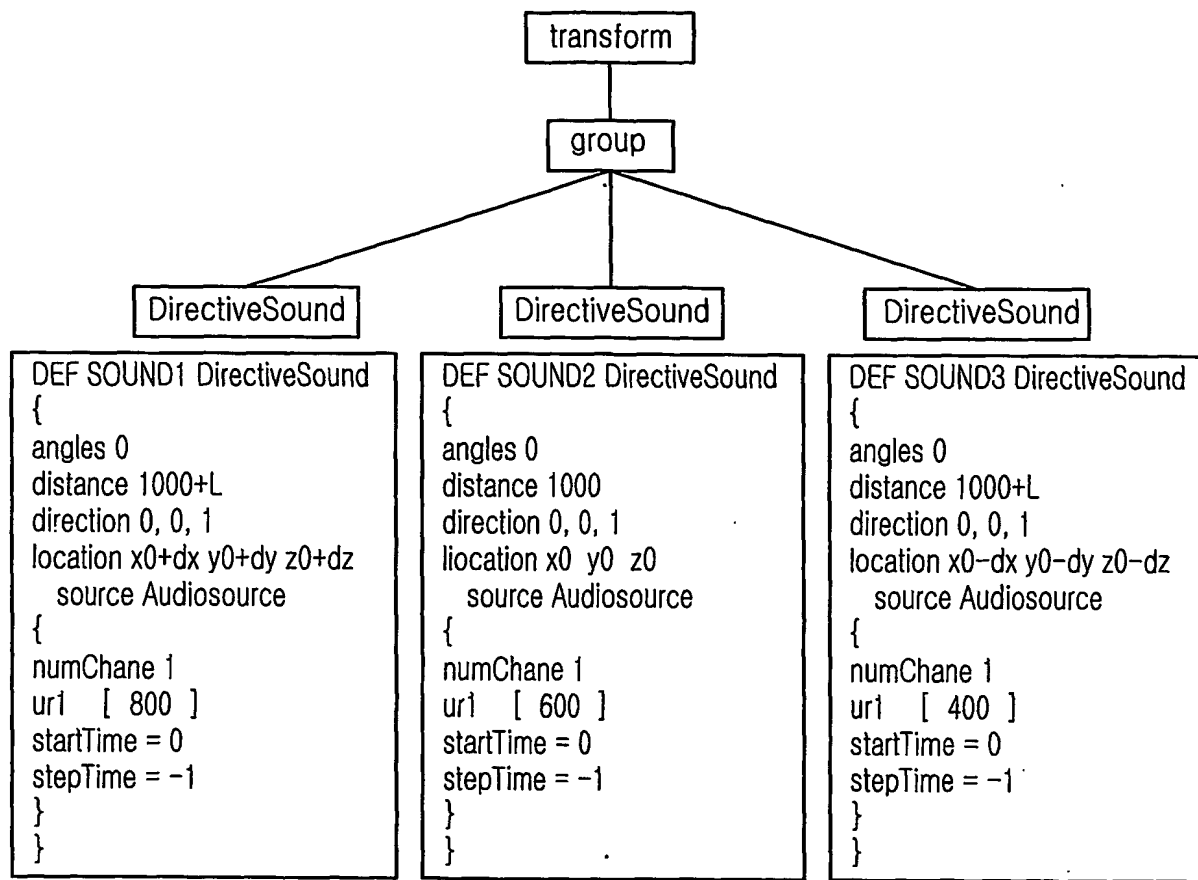 transform
group
DirectiveSound
DirectiveSound
DirectiveSound
DEF SOUND1 DirectiveSound
{
angles 0
distance 1000+L
direction 0, 0, 1
location x0+dx y0+dy z0+dz
source Audiosource
{
numChane 1
ur1 [ 800 ]
startTime = 0
stepTime = −1
}
}
DEF SOUND2 DirectiveSound
{
angles 0
distance 1000
direction 0, 0, 1
liocation x0 y0 z0
source Audiosource
{
numChane 1
ur1 [ 600 ]
startTime = 0
stepTime = −1
}
}
DEF SOUND3 DirectiveSound
{
angles 0
distance 1000+L
direction 0, 0, 1
location x0−dx y0−dy z0−dz
source Audiosource
{
numChane 1
ur1 [ 400 ]
startTime = 0
stepTime = −1
}
}